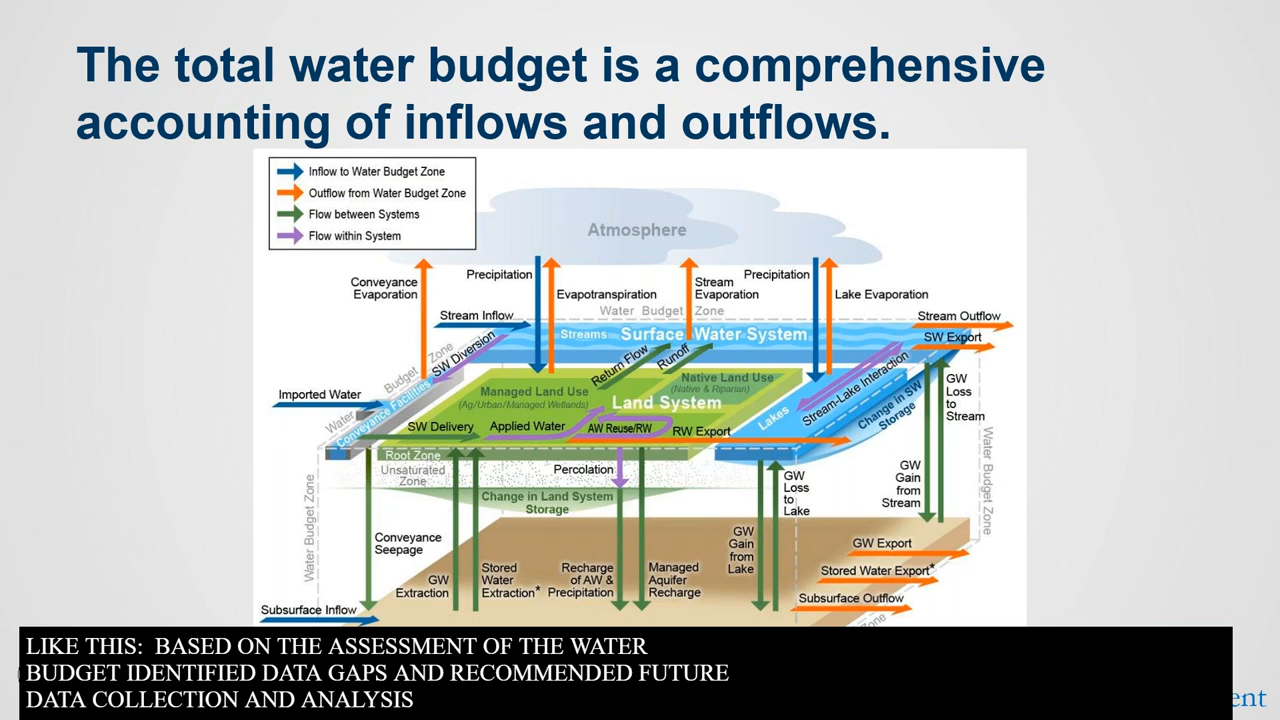 The total water budget is a comprehensive
accounting of inflows and outflows.
Inflow to Water Budget Zone
Outflow from Water Budget Zone
Flow between Systems
Flow within System
Atmosphere
Conveyance
Evaporation
Precipitation
Evapotranspiration
Stream
Evaporation
Precipitation
Lake Evaporation
Water Budget Zone
Stream Inflow
Streams
Surface Water System
Stream Outflow
SW Export
SW Diversion
Water Budget Zone
Imported Water
Conveyance Facilities
Managed Land Use
(Ag/Urban/Managed Wetlands)
Return Flow
Runoff
Native Land Use
(Native & Riparian)
Land System
Stream-Lake Interaction
Lakes
Change in SW
Storage
GW
Loss
to
Stream
SW Delivery
Applied Water
AW Reuse/RW
RW Export
Root Zone
Unsaturated
Zone
Percolation
Change in Land System
Storage
GW
Loss
to
Lake
GW
Gain
from
Stream
Water Budget Zone
Water Budget Zone
Conveyance
Seepage
GW
Extraction
Stored
Water
Extraction*
Recharge
of AW &
Precipitation
Managed
Aquifer
Recharge
GW
Gain
from
Lake
GW Export
Stored Water Export*
Subsurface Outflow
Subsurface Inflow
Zone
LIKE THIS: BASED ON THE ASSESSMENT OF THE WATER
BUDGET IDENTIFIED DATA GAPS AND RECOMMENDED FUTURE
DATA COLLECTION AND ANALYSIS
ent